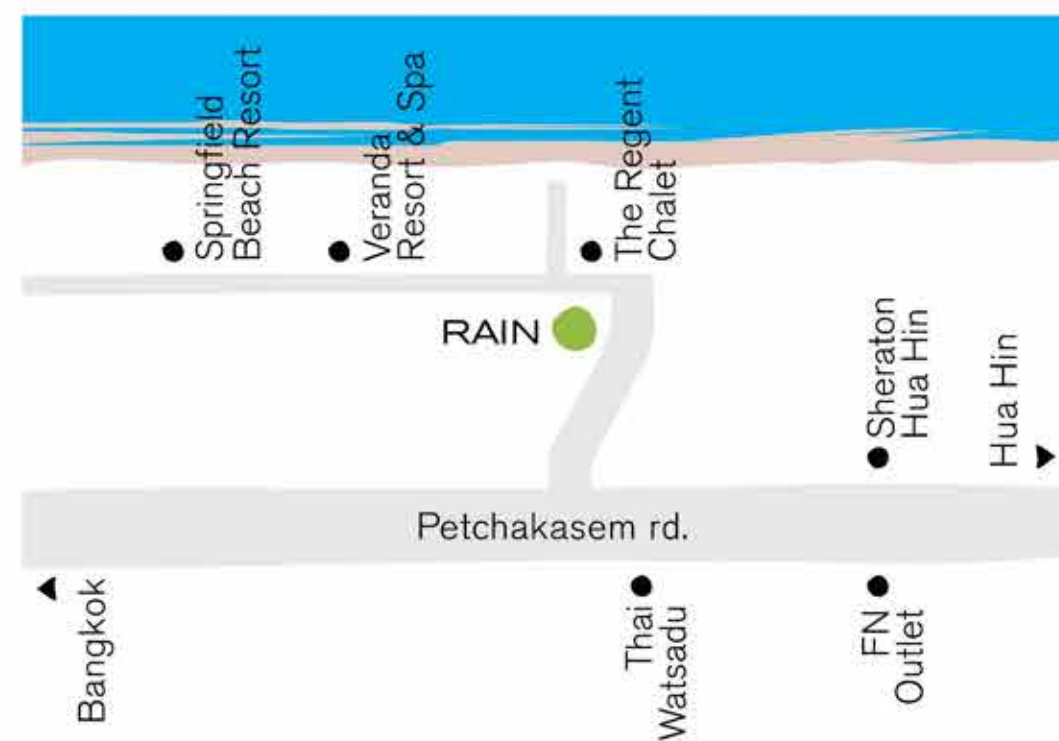 Springfield
Beach Resort
Veranda
Resort & Spa
The Regent
Chalet
RAIN
Sheraton
Hua Hin
Hua Hin
Petchakasem rd.
Bangkok
Thai
Watsadu
FN
Outlet